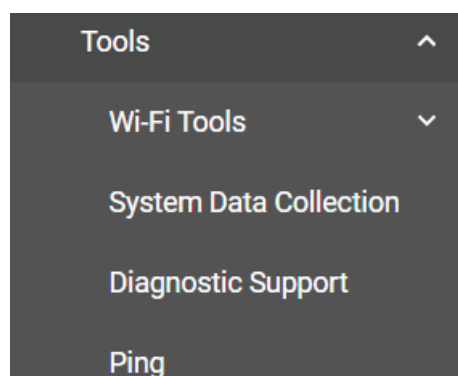 Tools
Wi-Fi Tools
System Data Collection
Diagnostic Support
Ping